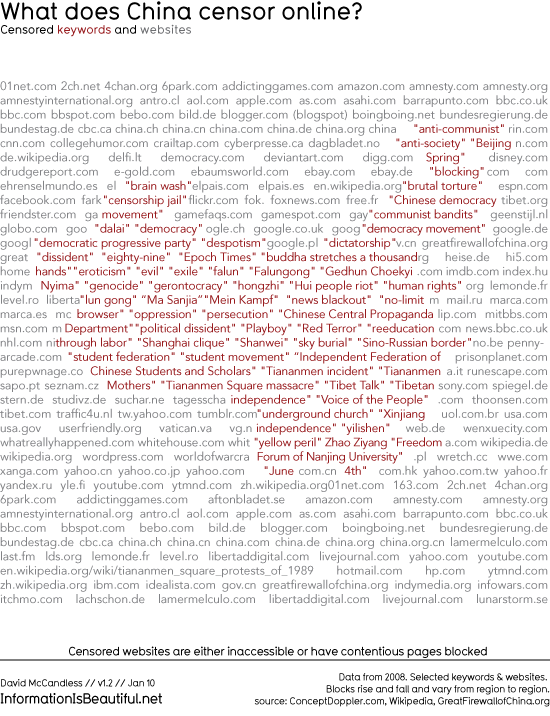 What does China censor online?
Censored keywords and websites
01net.com 2ch.net 4chan.org 6park.com addictinggames.com amazon.com amnesty.com amnesty.org
amnestyinternational.org antro.cl aol.com apple.com as.com asahi.com barrapunto.com bbc.co.uk
bbc.com bbspot.com bebo.com bild.de blogger.com (blogspot) boingboing.net bundesregierung.de
bundestag.de cbc.ca china.ch china.cn china.com china.de china.org china "anti-communist" rin.com
cnn.com collegehumor.com crailtap.com cyberpresse.ca dagbladet.no "anti-society" "Beijing n.com
de.wikipedia.org delfi.lt democracy.com deviantart.com digg.com Spring" disney.com
drudgereport.com e-gold.com ebaumsworld.com ebay.com ebay.de "blocking" com com
ehrenselmundo.es el "brain wash" elpais.com elpais.es en.wikipedia.org "brutal torture" espn.com
facebook.com fark "censorship jail" flickr.com fok. foxnews.com free.fr "Chinese democracy tibet.org
friendster.com ga movement" gamefaqs.com gamespot.com gay "communist bandits" geenstijl.nl
globo.com goo "dalai" "democracy" ogle.ch google.co.uk goog "democracy movement" google.de
googl "democratic progressive party" "despotism" google.pl "dictatorship" v.cn greatfirewallofchina.org
great "dissident" "eighty-nine" "Epoch Times" "buddha stretches a thousand rg heise.de hi5.com
home hands" "eroticism" "evil" "exile" "falun" "Falungong" "Gedhun Choekyi .com imdb.com index.hu
indym Nyima" "genocide" "gerontocracy" "hongzhi" "Hui people riot" "human rights" org lemonde.fr
level.ro liberta "lun gong" "Ma Sanjia" "Mein Kampf" "news blackout" "no-limit m mail.ru marca.com
marca.es mc browser" "oppression" "persecution" "Chinese Central Propaganda lip.com mitbbs.com
msn.com m Department" "political dissident" "Playboy" "Red Terror" "reeducation com news.bbc.co.uk
nhl.com ni through labor" "Shanghai clique" "Shanwei" "sky burial" "Sino-Russian border" no.be penny-
arcade.com "student federation" "student movement" "Independent Federation of prisonplanet.com
purepwnage.co Chinese Students and Scholars" "Tiananmen incident" "Tiananmen a.it runescape.com
sapo.pt seznam.cz Mothers" "Tiananmen Square massacre" "Tibet Talk" "Tibetan sony.com spiegel.de
stern.de studivz.de suchar.ne tagesscha independence" "Voice of the People" .com thoonsen.com
tibet.com traffic4u.nl tw.yahoo.com tumblr.com "underground church" "Xinjiang uol.com.br usa.com
usa.gov userfriendly.org vatican.va vg.n independence" "yilishen" web.de wenxuecity.com
whatreallyhappened.com whitehouse.com whit "yellow peril" Zhao Ziyang "Freedom a.com wikipedia.de
wikipedia.org wordpress.com worldofwarcra Forum of Nanjing University" .pl wretch.cc wwe.com
xanga.com yahoo.cn yahoo.co.jp yahoo.com "June com.cn 4th" com.hk yahoo.com.tw yahoo.fr
yandex.ru yle.fi youtube.com ytmnd.com zh.wikipedia.org01net.com 163.com 2ch.net 4chan.org
6park.com addictinggames.com aftonbladet.se amazon.com amnesty.com amnesty.org
amnestyinternational.org antro.cl aol.com apple.com as.com asahi.com barrapunto.com bbc.co.uk
bbc.com bbspot.com bebo.com bild.de blogger.com boingboing.net bundesregierung.de
bundestag.de cbc.ca china.ch china.cn china.com china.de china.org china.org.cn lamermelculo.com
last.fm lds.org lemonde.fr level.ro libertaddigital.com livejournal.com yahoo.com youtube.com
en.wikipedia.org/wiki/tiananmen_square_protests_of_1989 hotmail.com hp.com ytmnd.com
zh.wikipedia.org ibm.com idealista.com gov.cn greatfirewallofchina.org indymedia.org infowars.com
itchmo.com lachschon.de lamermelculo.com libertaddigital.com livejournal.com lunarstorm.se
Censored websites are either inaccessible or have contentious pages blocked
David McCandless // v1.2 // Jan 10
InformationIsBeautiful.net
Data from 2008. Selected keywords & websites.
Blocks rise and fall and vary from region to region.
source: ConceptDoppler.com, Wikipedia, GreatFirewallofChina.org